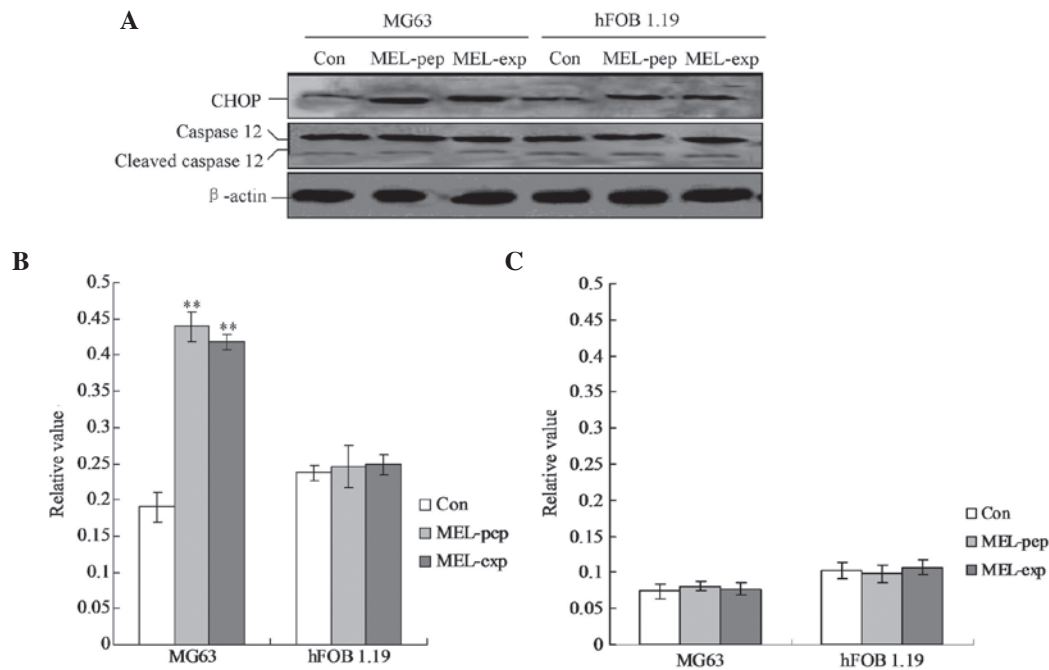 A
MG63 hFOB 1.19
Con MEL-pep MEL-exp Con MEL-pep MEL-exp
CHOP
Caspase 12
Cleaved caspase 12
β-actin
B
Relative value
0.5
0.45
0.4
0.35
0.3
0.25
0.2
0.15
0.1
0.05
0
** **
MG63 hFOB 1.19
Con
MEL-pep
MEL-exp
C
Relative value
0.5
0.45
0.4
0.35
0.3
0.25
0.2
0.15
0.1
0.05
0
MG63 hFOB 1.19
Con
MEL-pep
MEL-exp